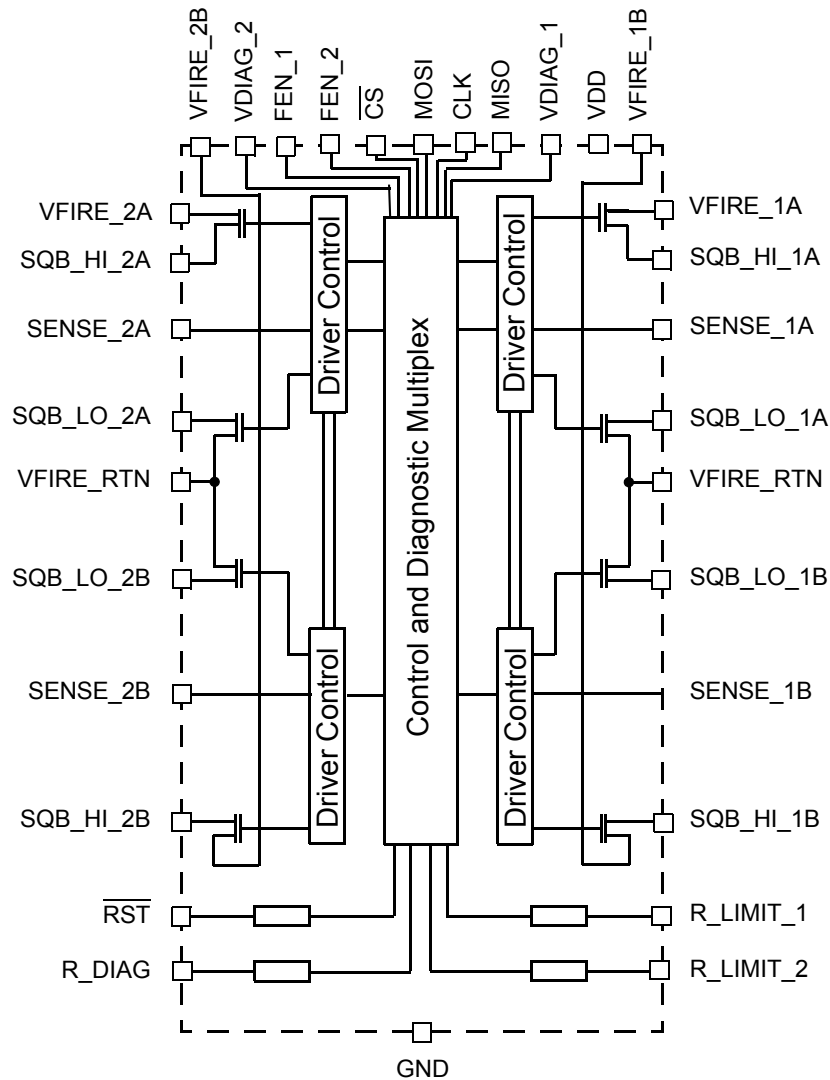 VFIRE_2B
VDIAG_2
FEN_1
FEN_2
CS
MOSI
CLK
MISO
VDIAG_1
VDD
VFIRE_1B
VFIRE_2A
SQB_HI_2A
SENSE_2A
SQB_LO_2A
VFIRE_RTN
SQB_LO_2B
SENSE_2B
SQB_HI_2B
RST
R_DIAG
Driver Control
Driver Control
Control and Diagnostic Multiplex
Driver Control
Driver Control
VFIRE_1A
SQB_HI_1A
SENSE_1A
SQB_LO_1A
VFIRE_RTN
SQB_LO_1B
SENSE_1B
SQB_HI_1B
R_LIMIT_1
R_LIMIT_2
GND